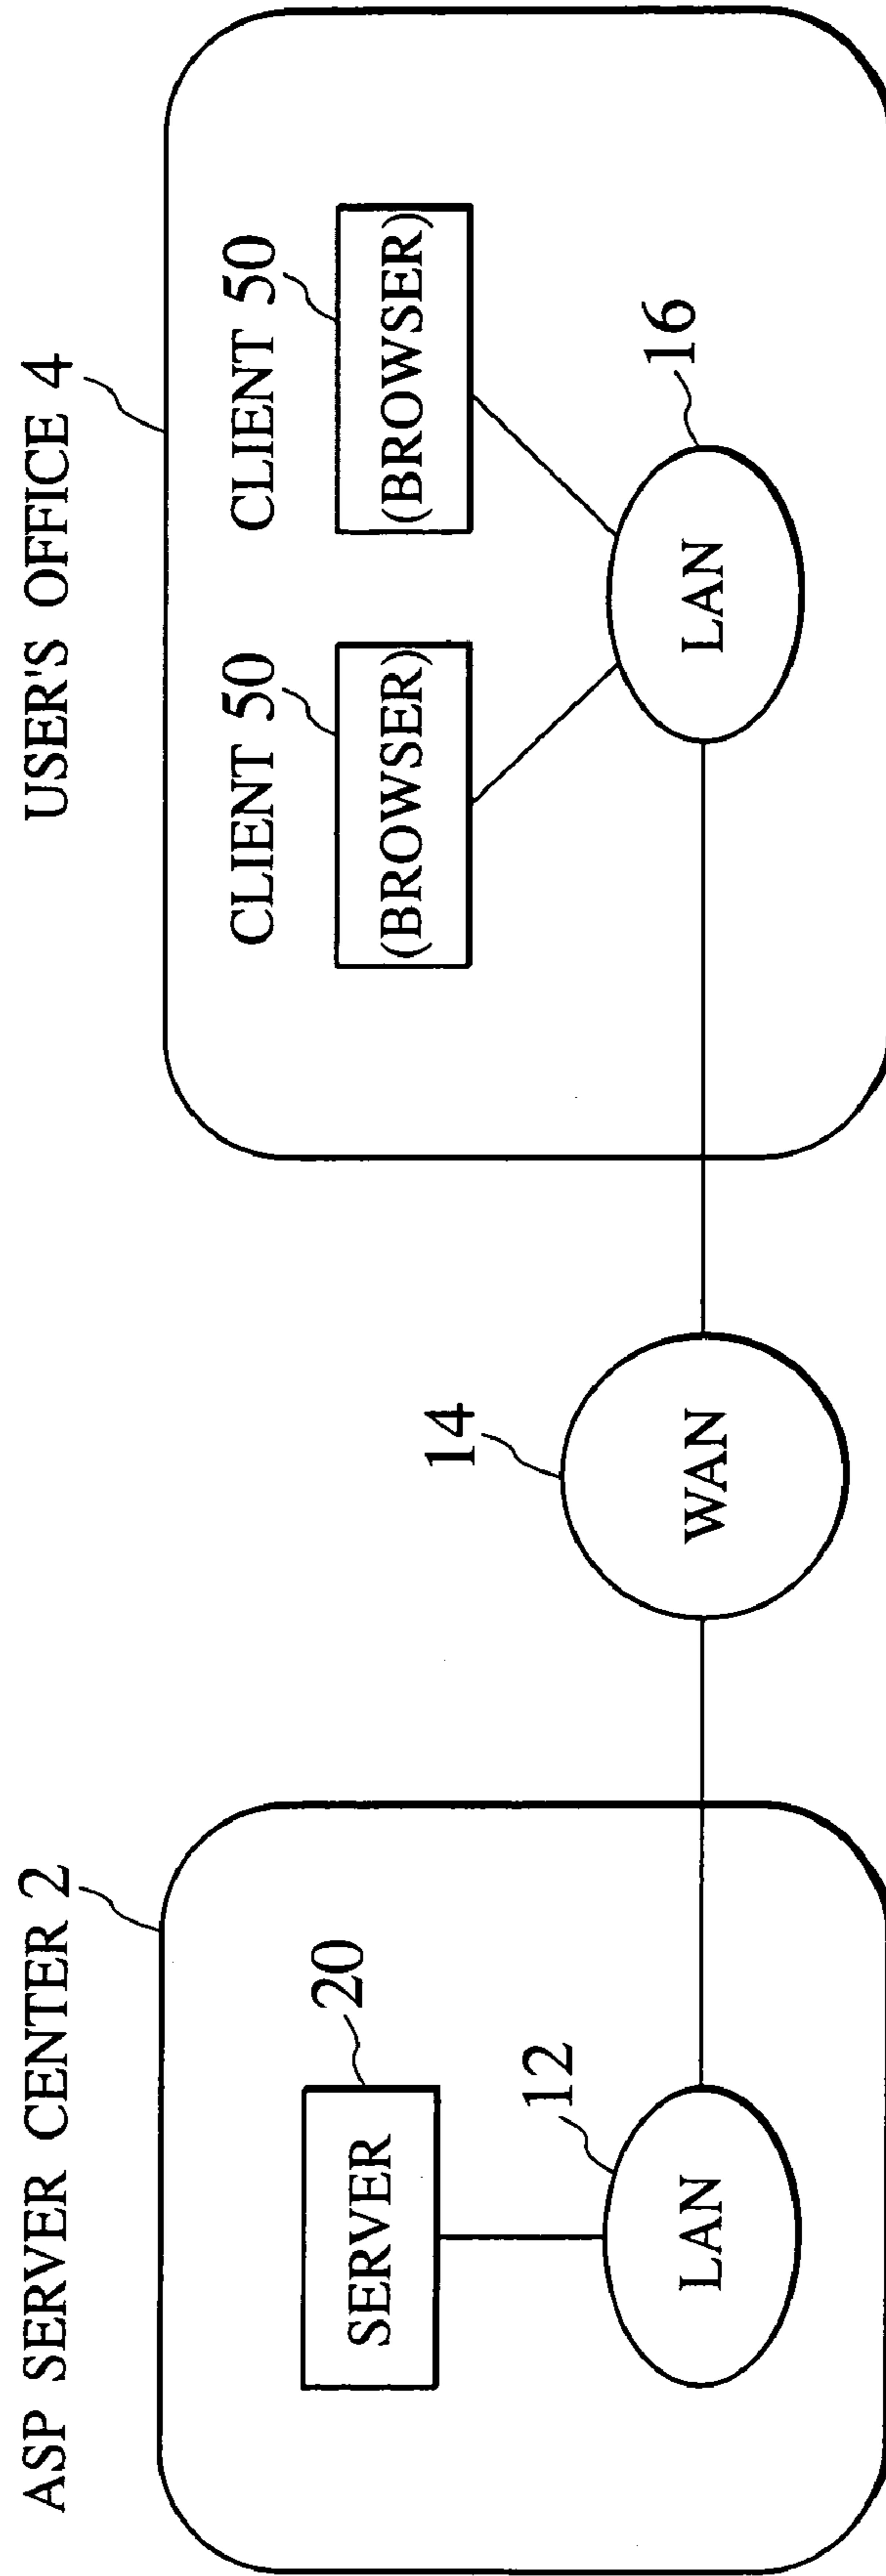 ASP SERVER CENTER 2
SERVER
20
12
LAN
14
WAN
USER'S OFFICE 4
CLIENT 50
(BROWSER)
CLIENT 50
(BROWSER)
16
LAN